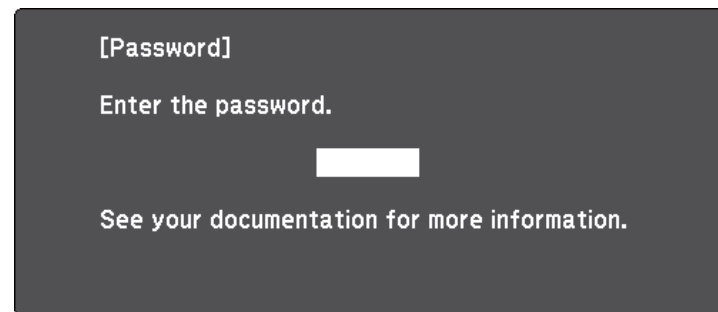 [Password]
Enter the password.
See your documentation for more information.